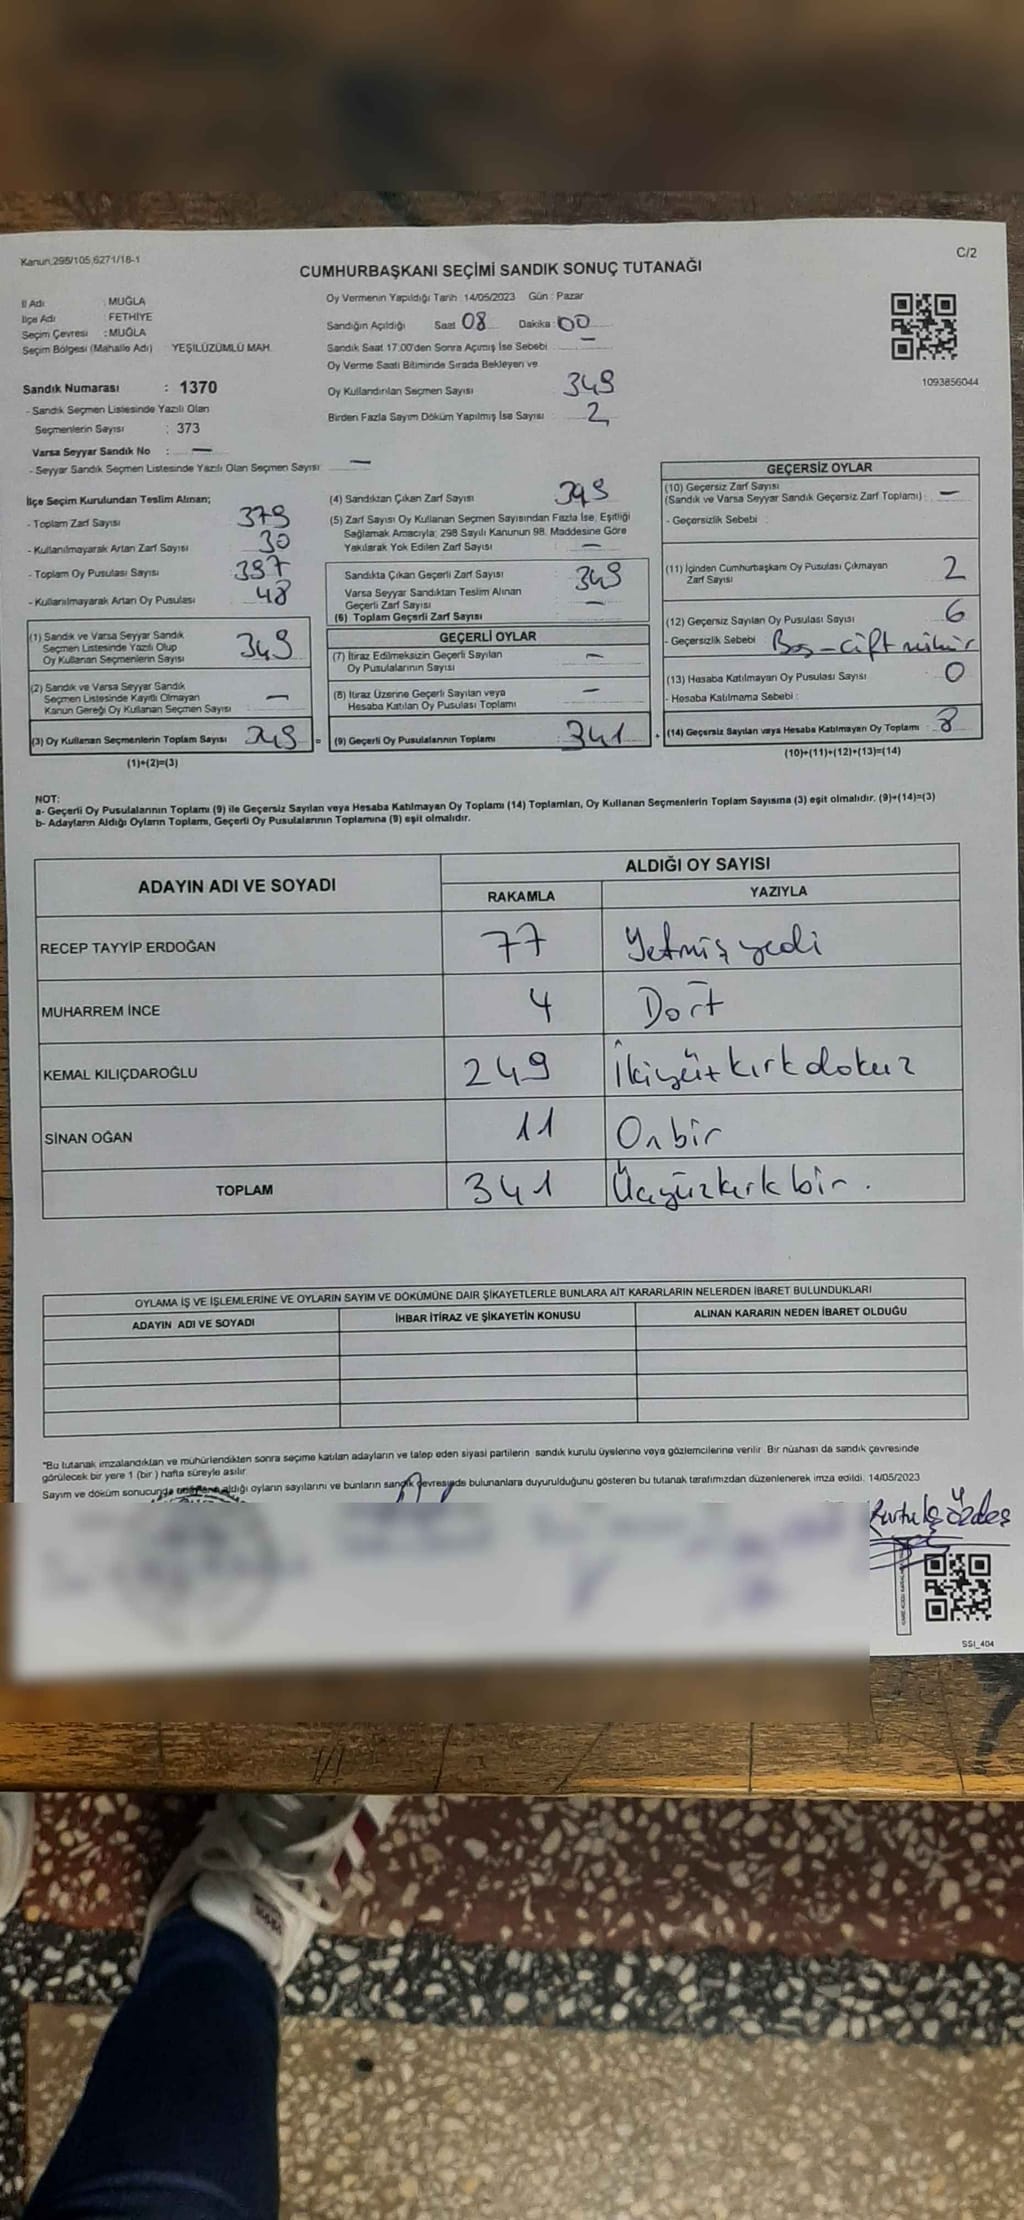 Kanun,298/105,6271/18-1
C/2
CUMHURBAŞKANI SEÇİMİ SANDIK SONUÇ TUTANAĞI
İl Adı : MUĞLA
İlçe Adı : FETHİYE
Seçim Çevresi : MUĞLA
Seçim Bölgesi (Mahalle Adı) YEŞİLÜZÜMLÜ MAH.
Sandık Numarası : 1370
- Sandık Seçmen Listesinde Yazılı Olan
Seçmenlerin Sayısı : 373
Varsa Seyyar Sandık No : —
- Seyyar Sandık Seçmen Listesinde Yazılı Olan Seçmen Sayısı: —
Oy Vermenin Yapıldığı Tarih 14/05/2023 Gün : Pazar
Sandığın Açıldığı Saat 08 Dakika : 00
Sandık Saat 17.00'den Sonra Açımış İse Sebebi —
Oy Verme Saati Bitiminde Sırada Bekleyen ve
Oy Kullandırılan Seçmen Sayısı 349
Birden Fazla Sayım Döküm Yapılmış İse Sayısı 2
1093856044
İlçe Seçim Kurulundan Teslim Alınan;
- Toplam Zarf Sayısı 379
- Kullanılmayarak Artan Zarf Sayısı 30
- Toplam Oy Pusulası Sayısı 397
- Kullanılmayarak Artan Oy Pusulası 48
(1) Sandık ve Varsa Seyyar Sandık
Seçmen Listesinde Yazılı Olup
Oy Kullanan Seçmenlerin Sayısı 349
(2) Sandık ve Varsa Seyyar Sandık
Seçmen Listesinde Kayıtlı Olmayan
Kanun Gereği Oy Kullanan Seçmen Sayısı —
(3) Oy Kullanan Seçmenlerin Toplam Sayısı 349 =
(1)+(2)=(3)
(4) Sandıktan Çıkan Zarf Sayısı 349
(5) Zarf Sayısı Oy Kullanan Seçmen Sayısından Fazla İse, Eşitliği
Sağlamak Amacıyla; 298 Sayılı Kanunun 98. Maddesine Göre
Yakılarak Yok Edilen Zarf Sayısı —
Sandıkta Çıkan Geçerli Zarf Sayısı 349
Varsa Seyyar Sandıktan Teslim Alınan
Geçerli Zarf Sayısı —
(6) Toplam Geçerli Zarf Sayısı
GEÇERLİ OYLAR
(7) İtiraz Edilmeksizin Geçerli Sayılan
Oy Pusulalarının Sayısı —
(8) İtiraz Üzerine Geçerli Sayılan veya
Hesaba Katılan Oy Pusulası Toplamı —
(9) Geçerli Oy Pusulalarının Toplamı : 341 +
GEÇERSİZ OYLAR
(10) Geçersiz Zarf Sayısı
(Sandık ve Varsa Seyyar Sandık Geçersiz Zarf Toplamı) : —
- Geçersizlik Sebebi :
(11) İçinden Cumhurbaşkanı Oy Pusulası Çıkmayan
Zarf Sayısı 2
(12) Geçersiz Sayılan Oy Pusulası Sayısı 6
- Geçersizlik Sebebi Boş-çift mühür
(13) Hesaba Katılmayan Oy Pusulası Sayısı 0
- Hesaba Katılmama Sebebi :
(14) Geçersiz Sayılan veya Hesaba Katılmayan Oy Toplamı : 8
(10)+(11)+(12)+(13)=(14)
NOT:
a- Geçerli Oy Pusulalarının Toplamı (9) ile Geçersiz Sayılan veya Hesaba Katılmayan Oy Toplamı (14) Toplamları, Oy Kullanan Seçmenlerin Toplam Sayısına (3) eşit olmalıdır. (9)+(14)=(3)
b- Adayların Aldığı Oyların Toplamı, Geçerli Oy Pusulalarının Toplamına (9) eşit olmalıdır.
ADAYIN ADI VE SOYADI ALDIĞI OY SAYISI
RAKAMLA YAZIYLA
RECEP TAYYİP ERDOĞAN 77 Yetmiş yedi
MUHARREM İNCE 4 Dört
KEMAL KILIÇDAROĞLU 249 İkiyüz kırk dokuz
SİNAN OĞAN 11 On bir
TOPLAM 341 Üçyüz kırk bir.
OYLAMA İŞ VE İŞLEMLERİNE VE OYLARIN SAYIM VE DÖKÜMÜNE DAİR ŞİKAYETLERLE BUNLARA AİT KARARLARIN NELERDEN İBARET BULUNDUKLARI
ADAYIN ADI VE SOYADI İHBAR İTİRAZ VE ŞİKAYETİN KONUSU ALINAN KARARIN NEDEN İBARET OLDUĞU
*Bu tutanak imzalandıktan ve mühürlendikten sonra seçime katılan adayların ve talep eden siyasi partilerin sandık kurulu üyelerine veya gözlemcilerine verilir. Bir nüshası da sandık çevresinde
görülecek bir yere 1 (bir) hafta süreyle asılır.
Sayım ve döküm sonucunda aldığı oyların sayılarını ve bunların sandık çevresinde bulunanlara duyurulduğunu gösteren bu tutanak tarafımızdan düzenlenerek imza edildi. 14/05/2023
SSI_404